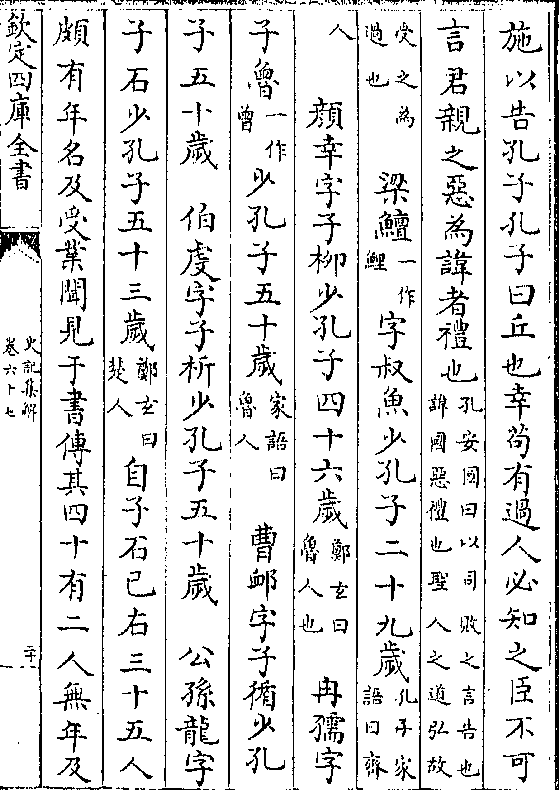 施以告孔子孔子曰丘也幸苟有過人必知之臣不可
言君親之惡為諱者禮也孔安國曰以司敗之言告也諱國惡禮也聖人之道弘故
受之為過也 梁鱣一作鯉字叔魚少孔子二十九歲孔子家語曰齊
人 顏幸字子柳少孔子四十六歲鄭玄曰魯人也 冉孺字
子魯一作曾少孔子五十歲家語曰魯人 曹卹字子循少孔
子五十歲 伯虔字子析少孔子五十歲 公孫龍字
子石少孔子五十三歲鄭玄曰楚人 自子石已右三十五人
頗有年名及受業聞見于書傳其四十有二人無年及
欽定四庫全書
史記集解
卷六十七
二十